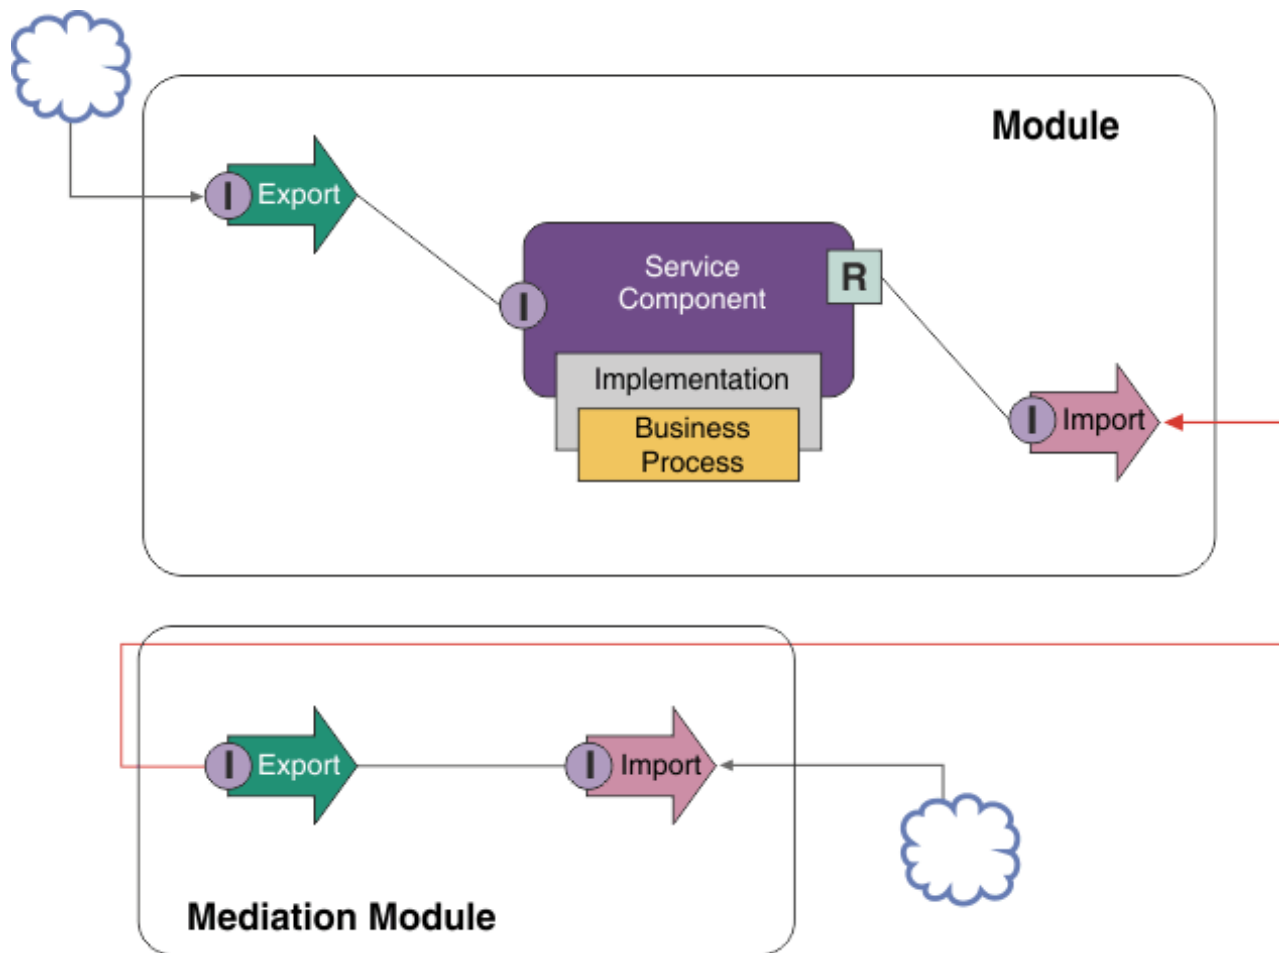 Module
I Export
Service
Component
R
I
Implementation
Business
Process
I Import
I Export
I Import
Mediation Module